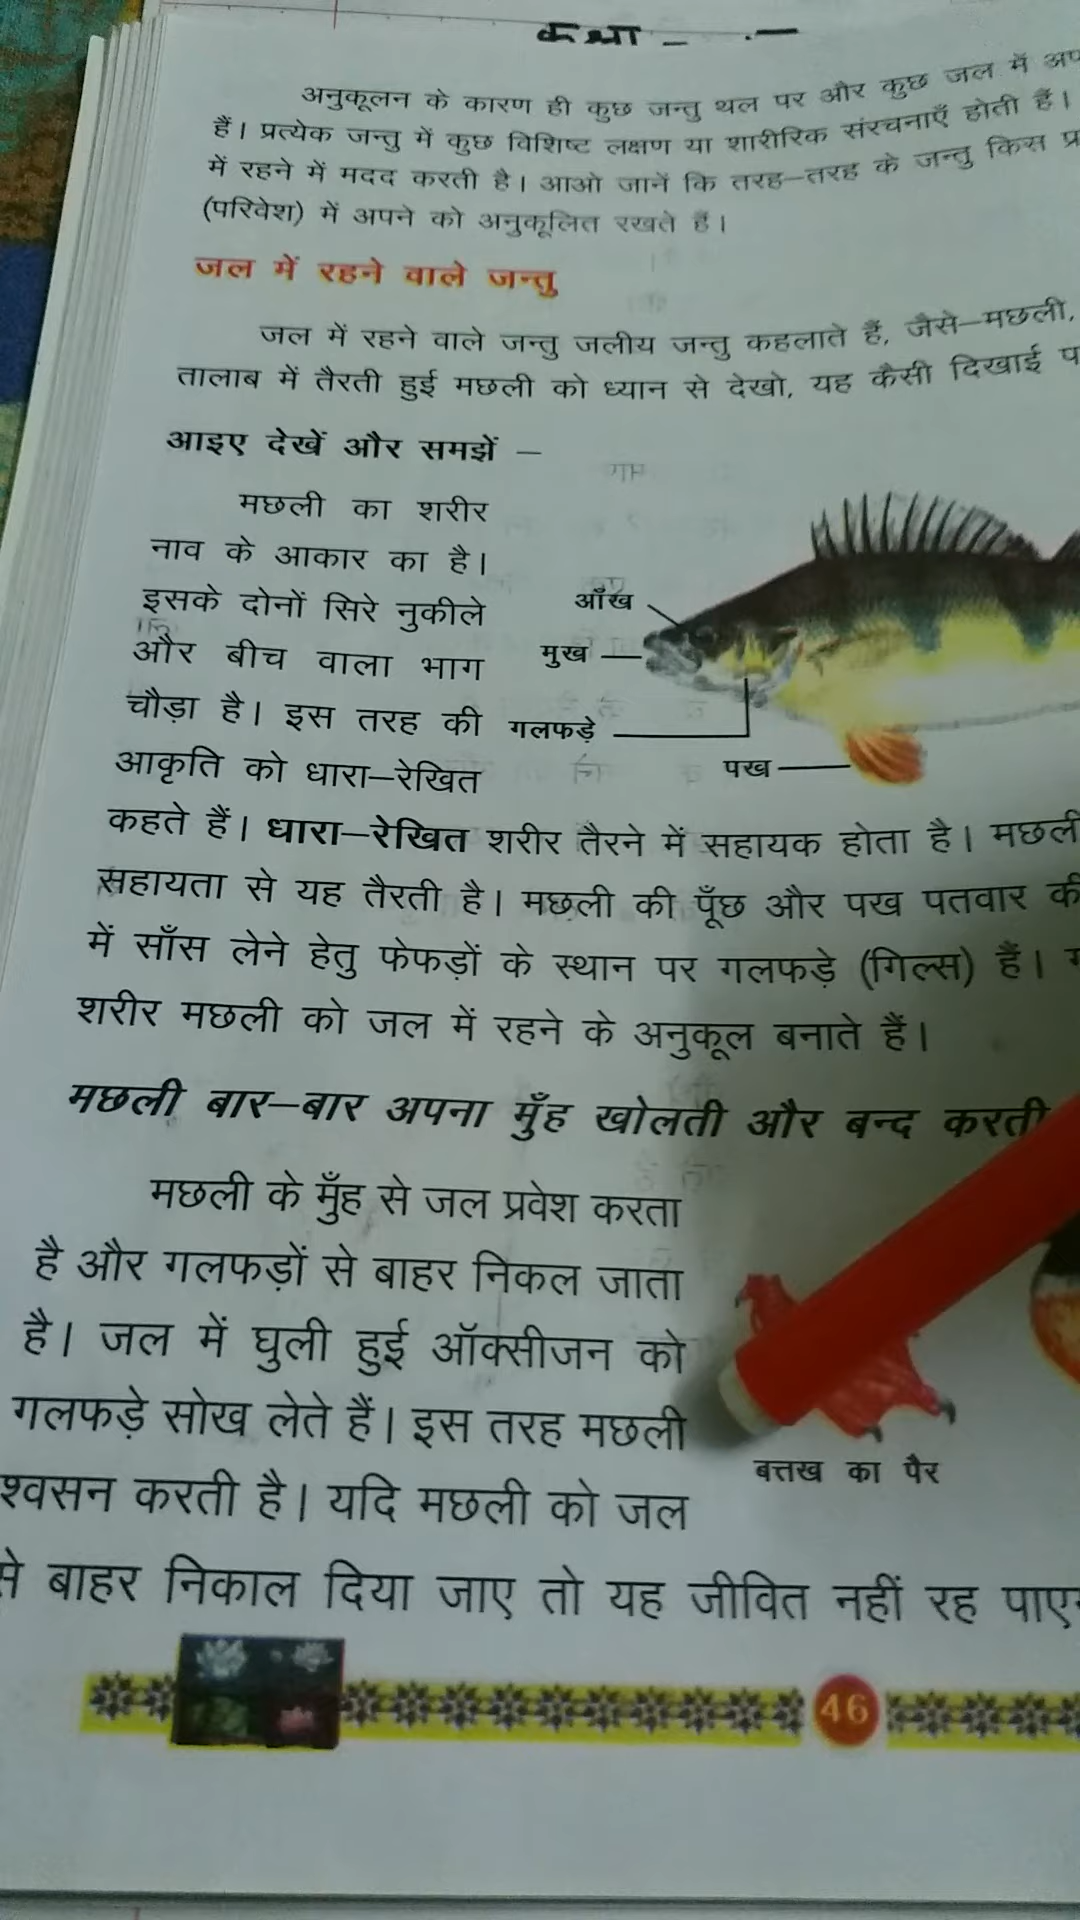 कक्षा - . -
अनुकूलन के कारण ही कुछ जन्तु थल पर और कुछ जल में
हैं। प्रत्येक जन्तु में कुछ विशिष्ट लक्षण या शारीरिक संरचनाएँ होती हैं।
में रहने में मदद करती है। आओ जानें कि तरह–तरह के जन्तु किस
(परिवेश) में अपने को अनुकूलित रखते हैं।
जल में रहने वाले जन्तु
जल में रहने वाले जन्तु जलीय जन्तु कहलाते हैं, जैसे–मछली,
तालाब में तैरती हुई मछली को ध्यान से देखो, यह कैसी दिखाई
आइए देखें और समझें –
मछली का शरीर
नाव के आकार का है।
इसके दोनों सिरे नुकीले
और बीच वाला भाग
चौड़ा है। इस तरह की
आकृति को धारा–रेखित
आँख
मुख
गलफड़े
पख
कहते हैं। धारा–रेखित शरीर तैरने में सहायक होता है। मछली
सहायता से यह तैरती है। मछली की पूँछ और पख पतवार की
में साँस लेने हेतु फेफड़ों के स्थान पर गलफड़े (गिल्स) हैं।
शरीर मछली को जल में रहने के अनुकूल बनाते हैं।
मछली बार–बार अपना मुँह खोलती और बन्द करती
मछली के मुँह से जल प्रवेश करता
है और गलफड़ों से बाहर निकल जाता
है। जल में घुली हुई ऑक्सीजन को
गलफड़े सोख लेते हैं। इस तरह मछली
श्वसन करती है। यदि मछली को जल
बत्तख का पैर
से बाहर निकाल दिया जाए तो यह जीवित नहीं रह
46